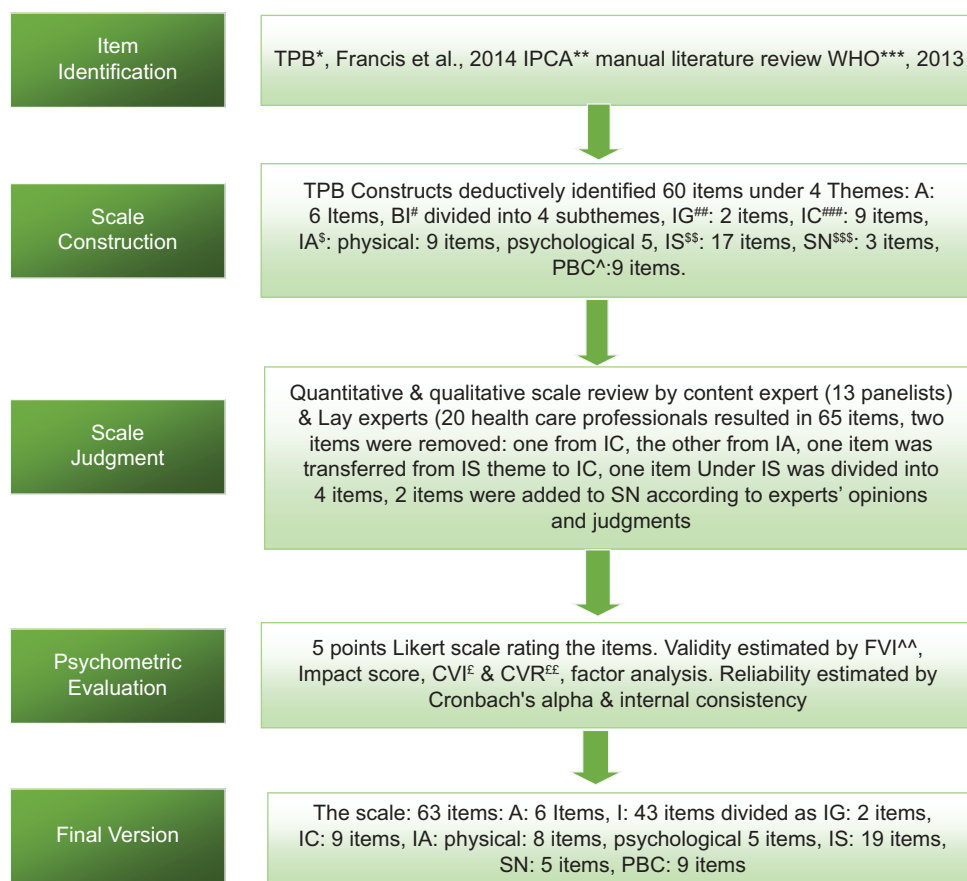 Item
Identification
TPB*, Francis et al., 2014 IPCA** manual literature review WHO***, 2013
Scale
Construction
TPB Constructs deductively identified 60 items under 4 Themes: A:
6 Items, BI# divided into 4 subthemes, IG##: 2 items, IC###: 9 items,
IA$: physical: 9 items, psychological 5, IS$$: 17 items, SN$$$: 3 items,
PBC^:9 items.
Scale
Judgment
Quantitative & qualitative scale review by content expert (13 panelists)
& Lay experts (20 health care professionals resulted in 65 items, two
items were removed: one from IC, the other from IA, one item was
transferred from IS theme to IC, one item Under IS was divided into
4 items, 2 items were added to SN according to experts’ opinions
and judgments
Psychometric
Evaluation
5 points Likert scale rating the items. Validity estimated by FVI^^,
Impact score, CVI£ & CVR££, factor analysis. Reliability estimated by
Cronbach's alpha & internal consistency
Final Version
The scale: 63 items: A: 6 Items, I: 43 items divided as IG: 2 items,
IC: 9 items, IA: physical: 8 items, psychological 5 items, IS: 19 items,
SN: 5 items, PBC: 9 items